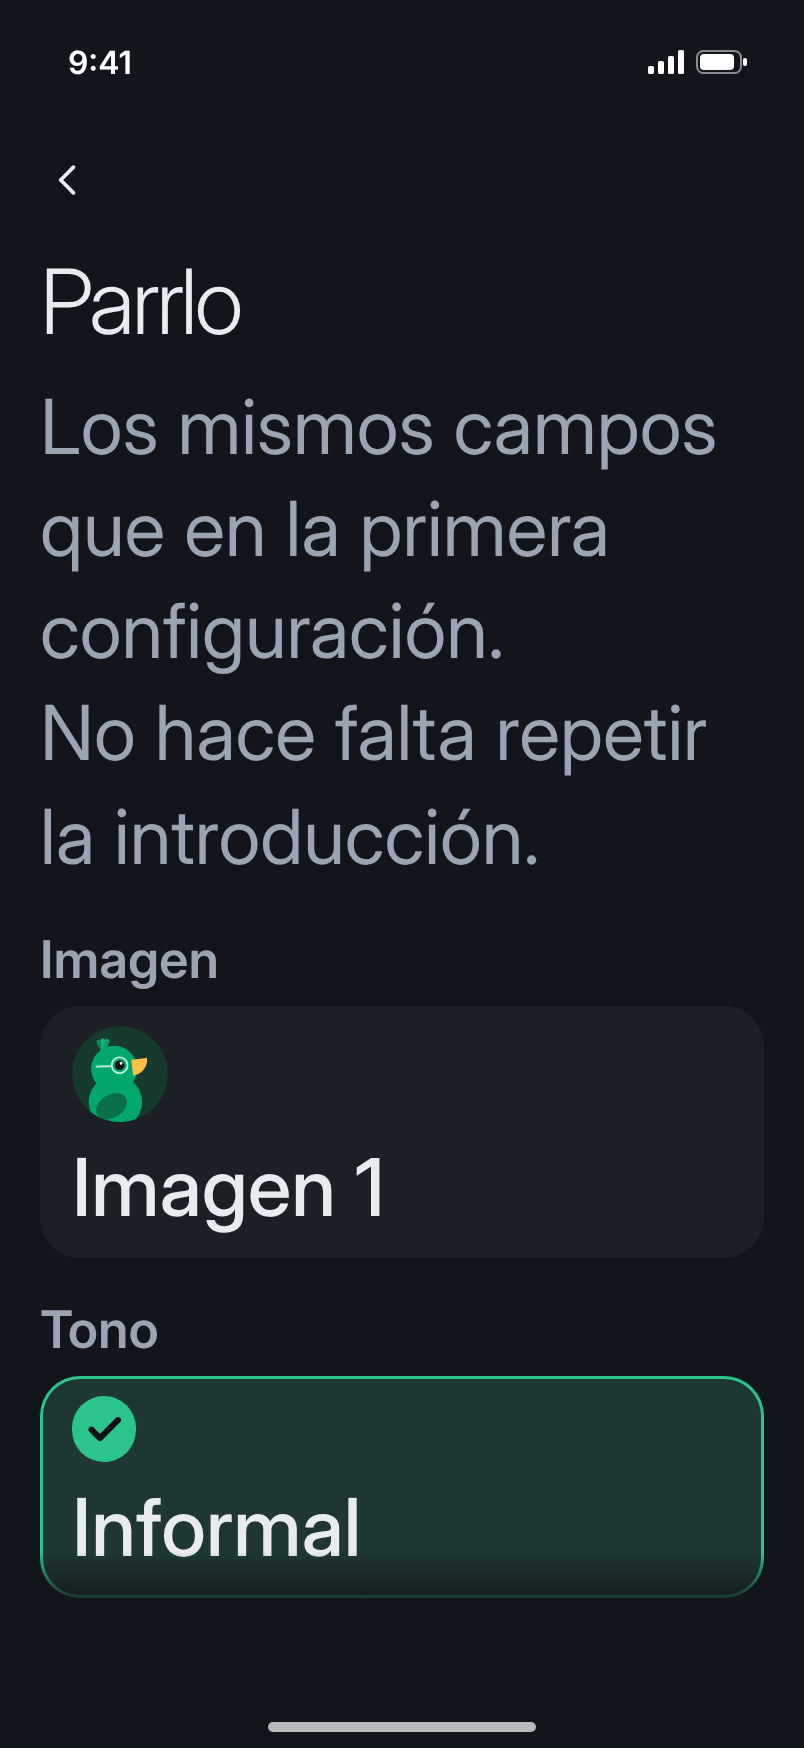 9:41
Parrlo
Los mismos campos
que en la primera
configuración.
No hace falta repetir
la introducción.
Imagen
Imagen 1
Tono
Informal